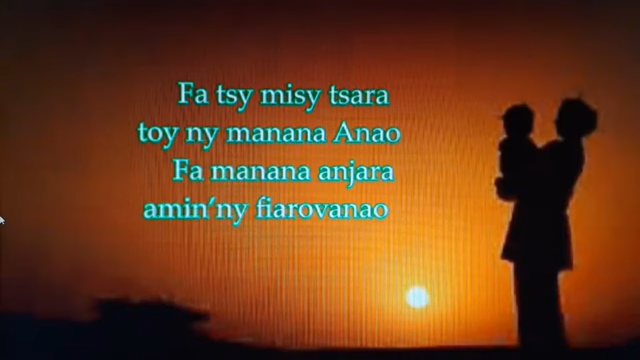 Fa tsy misy tsara
toy ny manana Anao
Fa manana anjara
amin'ny fiarovanao